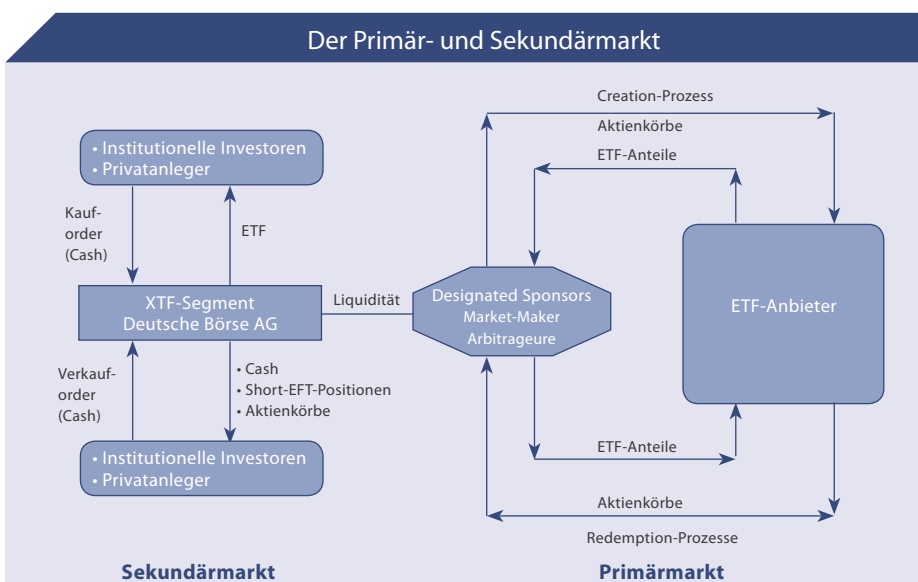 Der Primär- und Sekundärmarkt
• Institutionelle Investoren
• Privatanleger
Kauf-
order
(Cash)
ETF
XTF-Segment
Deutsche Börse AG
Verkauf-
order
(Cash)
• Cash
• Short-EFT-Positionen
• Aktienkörbe
• Institutionelle Investoren
• Privatanleger
Sekundärmarkt
Liquidität
Creation-Prozess
Aktienkörbe
ETF-Anteile
Designated Sponsors
Market-Maker
Arbitrageure
ETF-Anbieter
ETF-Anteile
Aktienkörbe
Redemption-Prozesse
Primärmarkt